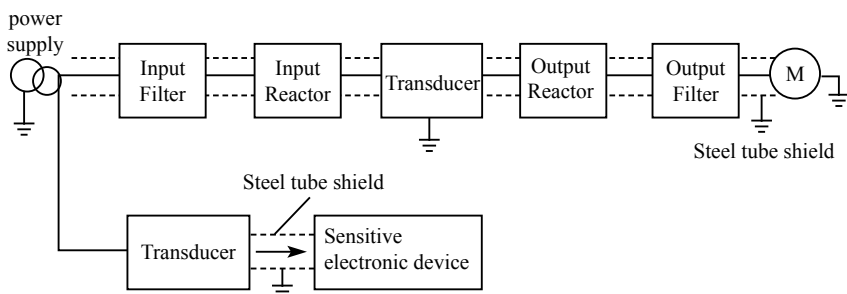 power
supply
Input
Filter
Input
Reactor
Transducer
Output
Reactor
Output
Filter
M
Steel tube shield
Steel tube shield
Transducer
Sensitive
electronic device